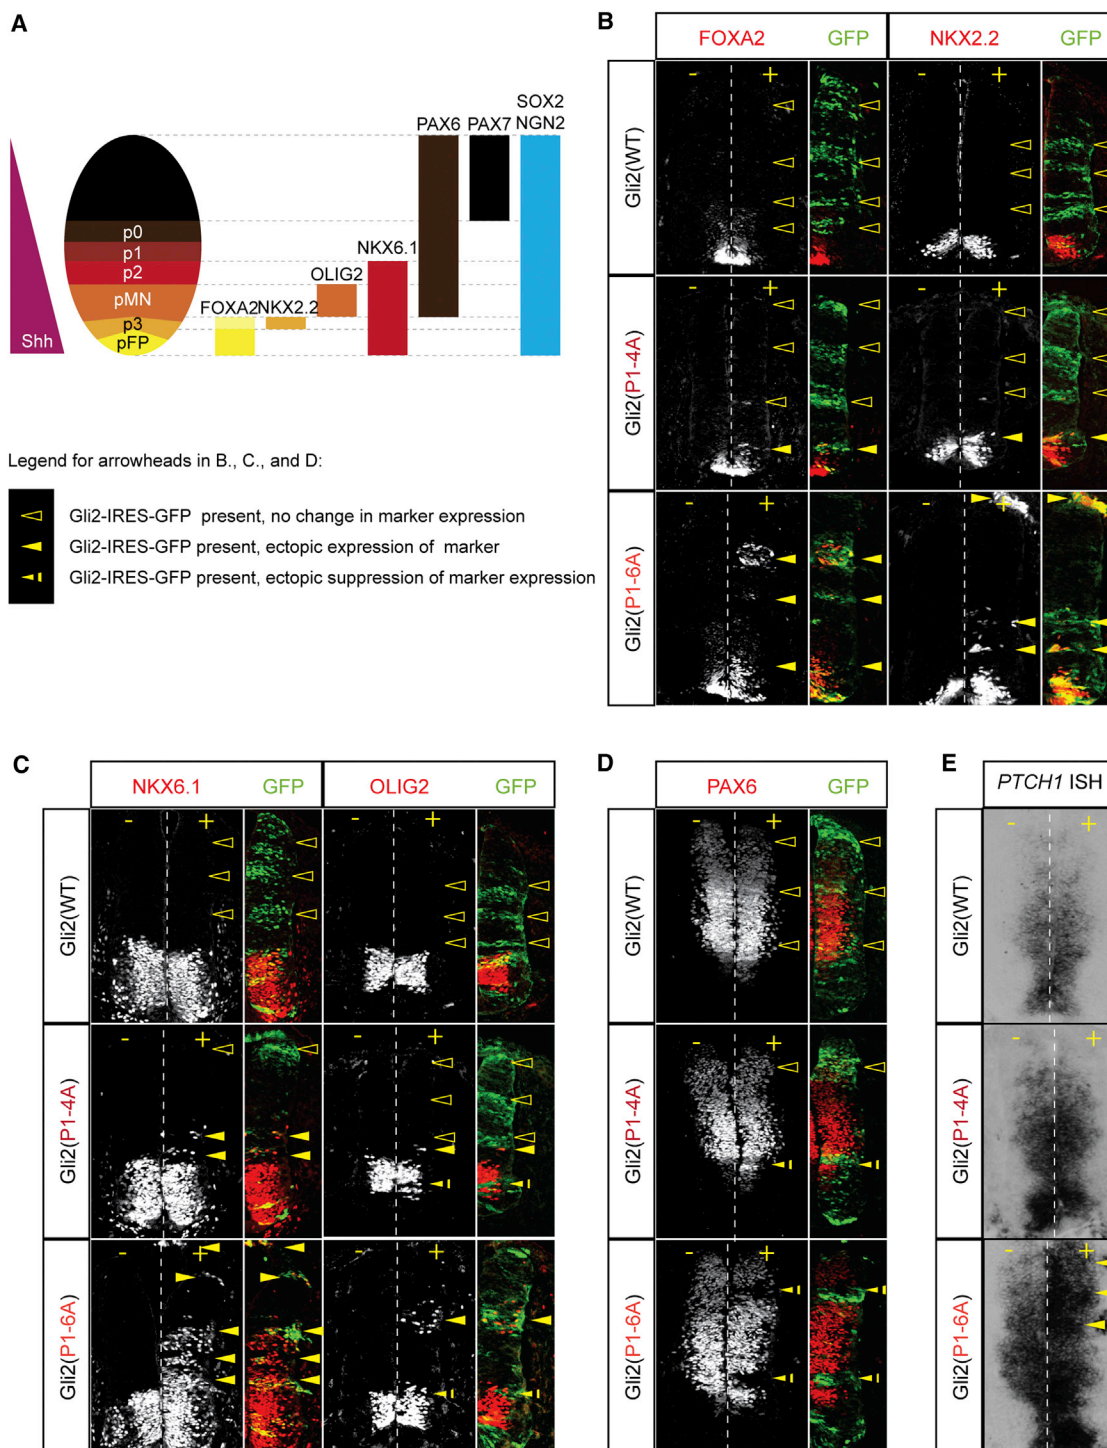 A
SOX2
PAX6 PAX7 NGN2
p0
p1
p2
NKX6.1
OLIG2
pMN
FOXA2 NKX2.2
p3
pFP
Shh
Legend for arrowheads in B., C., and D:
Gli2-IRES-GFP present, no change in marker expression
Gli2-IRES-GFP present, ectopic expression of marker
Gli2-IRES-GFP present, ectopic suppression of marker expression
B
FOXA2 GFP NKX2.2 GFP
- + - +
Gli2(WT)
- + - +
Gli2(P1-4A)
- + - +
Gli2(P1-6A)
C
NKX6.1 GFP OLIG2 GFP
- + - +
Gli2(WT)
- + - +
Gli2(P1-4A)
- + - +
Gli2(P1-6A)
D
PAX6 GFP
- +
Gli2(WT)
- +
Gli2(P1-4A)
- +
Gli2(P1-6A)
E
PTCH1 ISH
- +
Gli2(WT)
- +
Gli2(P1-4A)
- +
Gli2(P1-6A)